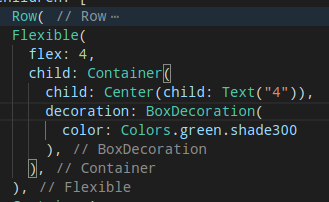 children: [
Row( // Row ⋯
Flexible(
flex: 4,
child: Container(
child: Center(child: Text("4")),
decoration: BoxDecoration(
color: Colors.green.shade300
), // BoxDecoration
), // Container
), // Flexible